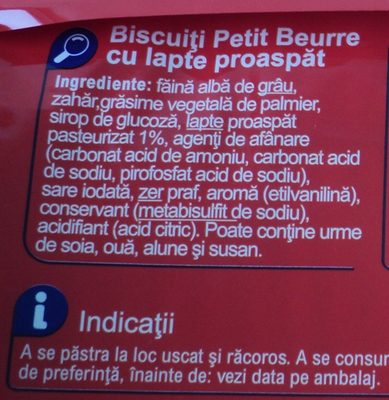 Biscuiţi Petit Beurre
cu lapte proaspăt
Ingrediente: făină albă de grâu,
zahăr,grăsime vegetală de palmier,
sirop de glucoză, lapte proaspăt
pasteurizat 1%, agenţi de afânare
(carbonat acid de amoniu, carbonat acid
de sodiu, pirofosfat acid de sodiu),
sare iodată, zer praf, aromă (etilvanilină),
conservant (metabisulfit de sodiu),
acidifiant (acid citric). Poate conţine urme
de soia, ouă, alune şi susan.
Indicaţii
A se păstra la loc uscat şi răcoros. A se consum
de preferinţă, înainte de: vezi data pe ambalaj.